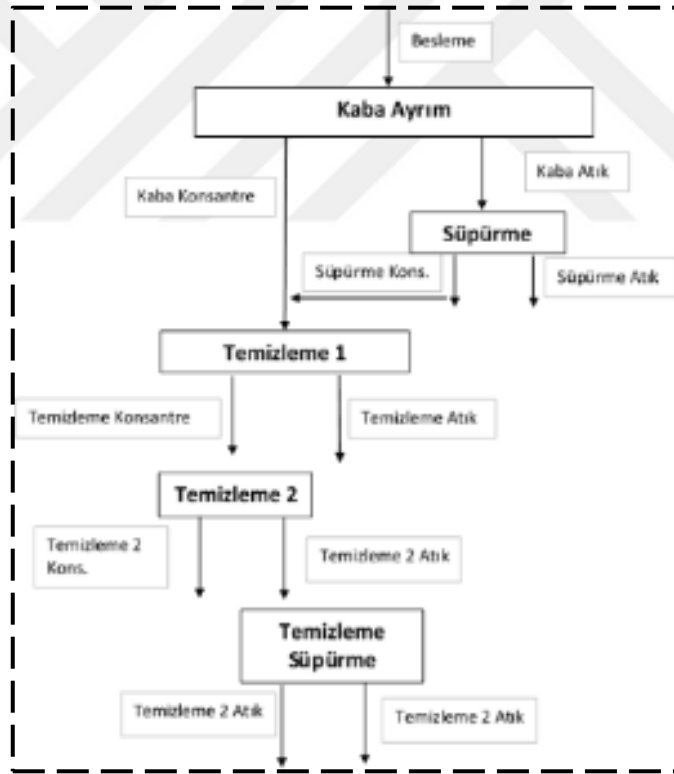 Besleme
Kaba Ayrım
Kaba Konsantre
Kaba Atık
Süpürme
Süpürme Kons.
Süpürme Atık
Temizleme 1
Temizleme Konsantre
Temizleme Atık
Temizleme 2
Temizleme 2
Kons.
Temizleme 2 Atık
Temizleme
Süpürme
Temizleme 2 Atık
Temizleme 2 Atık